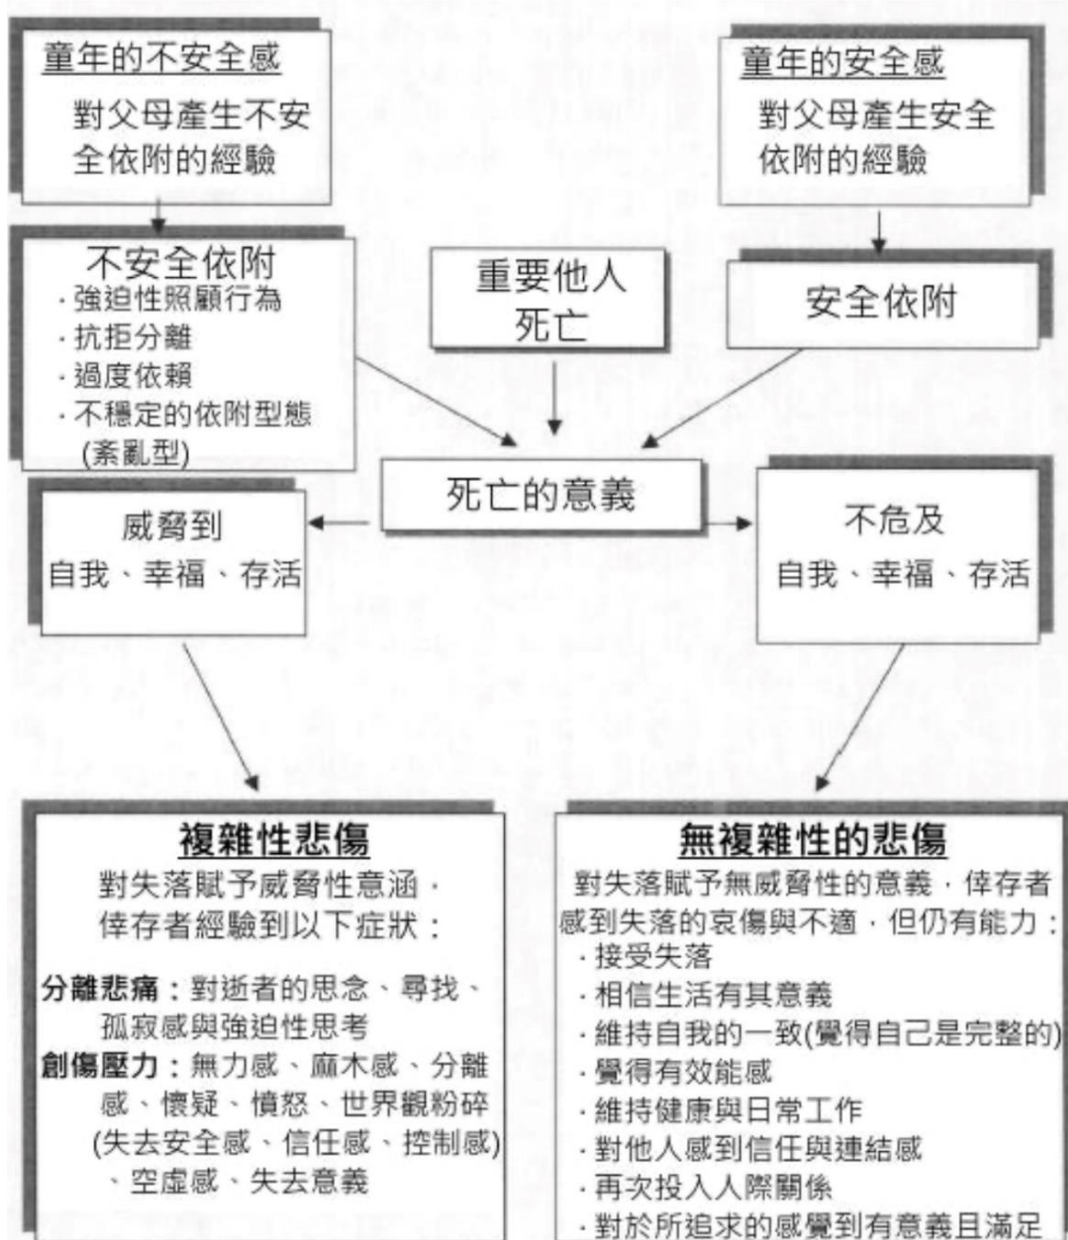 童年的不安全感
對父母產生不安
全依附的經驗
童年的安全感
對父母產生安全
依附的經驗
不安全依附
·強迫性照顧行為
·抗拒分離
·過度依賴
·不穩定的依附型態
(紊亂型)
重要他人
死亡
安全依附
死亡的意義
威脅到
自我、幸福、存活
不危及
自我、幸福、存活
複雜性悲傷
對失落賦予威脅性意涵，
倖存者經驗到以下症狀：
分離悲痛：對逝者的思念、尋找、
孤寂感與強迫性思考
創傷壓力：無力感、麻木感、分離
感、懷疑、憤怒、世界觀粉碎
(失去安全感、信任感、控制感)
、空虛感、失去意義
無複雜性的悲傷
對失落賦予無威脅性的意義，倖存者
感到失落的哀傷與不適，但仍有能力：
·接受失落
·相信生活有其意義
·維持自我的一致(覺得自己是完整的)
·覺得有效能感
·維持健康與日常工作
·對他人感到信任與連結感
·再次投入人際關係
·對於所追求的感覺到有意義且滿足